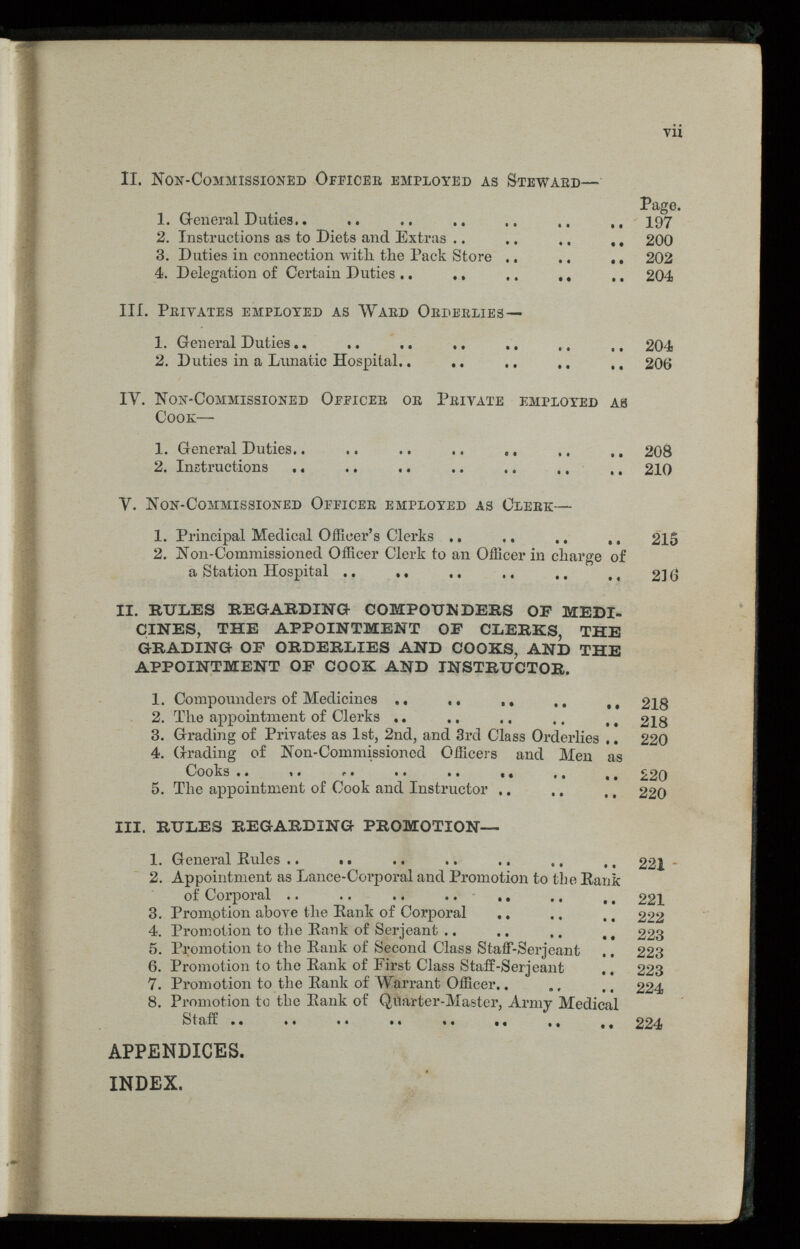 vii
II. Non-Commissioned Officer employed as Steward—
Page.
1. General Duties.. .. .. .. .. .. .. 197
2. Instructions as to Diets and Extras .. .. .. .. 200
3. Duties in connection with the Pack Store .. .. .. 202
4. Delegation of Certain Duties .. .. .. .. .. 204
III. Privates employed as Ward Orderlies—
1. General Duties.. .. .. .. .. .. .. 204
2. Duties in a Lunatic Hospital.. .. .. .. .. 206
IV. Non-Commissioned Officer or Private employed as
Cook—
1. General Duties.. .. .. .. .. .. .. 208
2. Instructions .. .. .. .. .. .. .. 210
V. Non-Commissioned Officer employed as Clerk—
1. Principal Medical Officer's Clerks .. .. .. .. 215
2. Non-Commissioned Officer Clerk to an Officer in charge of
a Station Hospital .. .. .. .. .. .. 216
II. RULES REGARDING COMPOUNDERS OF MEDI-
CINES, THE APPOINTMENT OF CLERKS, THE
GRADING OF ORDERLIES AND COOKS, AND THE
APPOINTMENT OF COOK AND INSTRUCTOR.
1. Compounders of Medicines .. .. .. .. .. 218
2. The appointment of Clerks .. .. .. .. .. 218
3. Grading of Privates as 1st, 2nd, and 3rd Class Orderlies .. 220
4. Grading of Non-Commissioned Officers and Men as
Cooks .. .. .. .. .. .. .. .. 220
5. The appointment of Cook and Instructor .. .. .. 220
III. RULES REGARDING PROMOTION—
1. General Rules .. .. .. .. .. .. .. 221
2. Appointment as Lance-Corporal and Promotion to the Rank
of Corporal .. .. .. .. .. .. .. 221
3. Promotion above the Rank of Corporal .. .. .. 222
4. Promotion to the Rank of Serjeant .. .. .. .. 223
5. Promotion to the Rank of Second Class Staff-Serjeant .. 223
6. Promotion to the Rank of First Class Staff-Serjeant .. 223
7. Promotion to the Rank of Warrant Officer.. .. .. 224
8. Promotion to the Rank of Quarter-Master, Army Medical
Staff .. .. .. .. .. .. .. .. 224
APPENDICES.
INDEX.